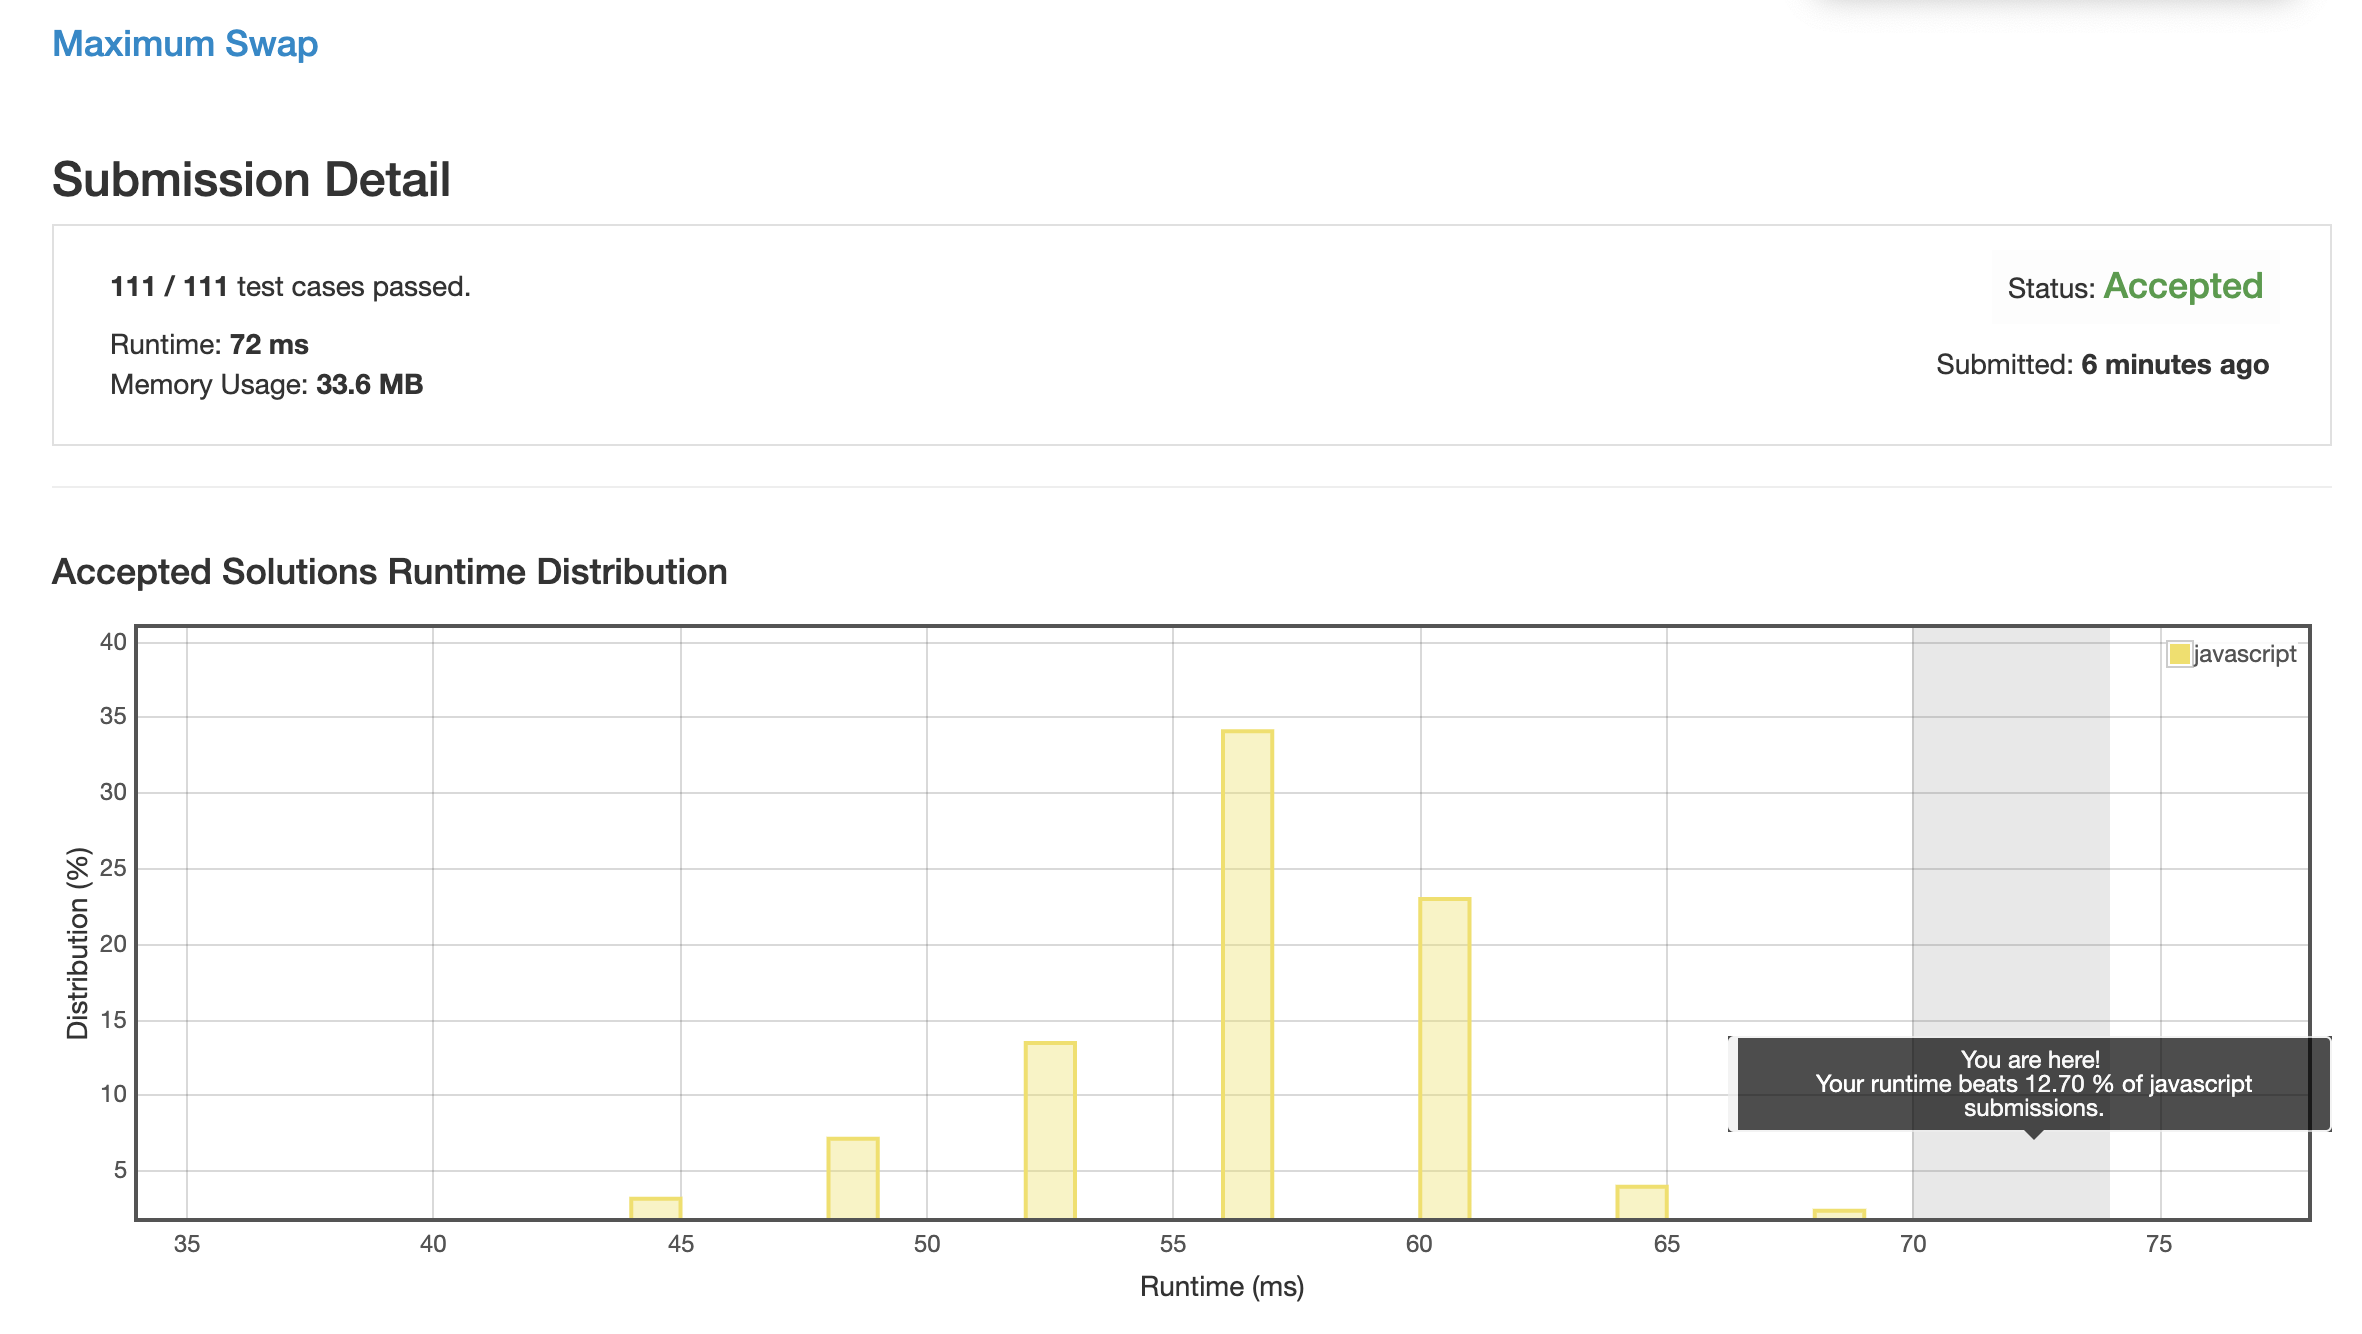 Maximum Swap
Submission Detail
111 / 111 test cases passed.
Status: Accepted
Runtime: 72 ms
Memory Usage: 33.6 MB
Submitted: 6 minutes ago
Accepted Solutions Runtime Distribution
javascript
40
35
30
25
20
15
10
5
Distribution (%)
You are here!
Your runtime beats 12.70 % of javascript
submissions.
35 40 45 50 55 60 65 70 75
Runtime (ms)